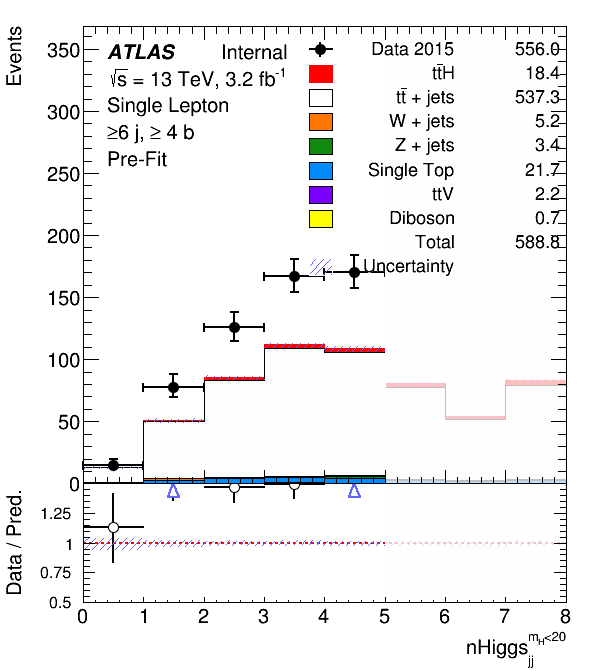 Events
350
300
250
200
150
100
50
0
ATLAS Internal
√s = 13 TeV, 3.2 fb⁻¹
Single Lepton
≥6 j, ≥ 4 b
Pre-Fit
Data 2015 556.0
tt̄H 18.4
tt̄ + jets 537.3
W + jets 5.2
Z + jets 3.4
Single Top 21.7
ttV 2.2
Diboson 0.7
Total 588.8
Uncertainty
Data / Pred.
1.25
1
0.75
0.5
0 1 2 3 4 5 6 7 8
nHiggs_jj^{m_H<20}